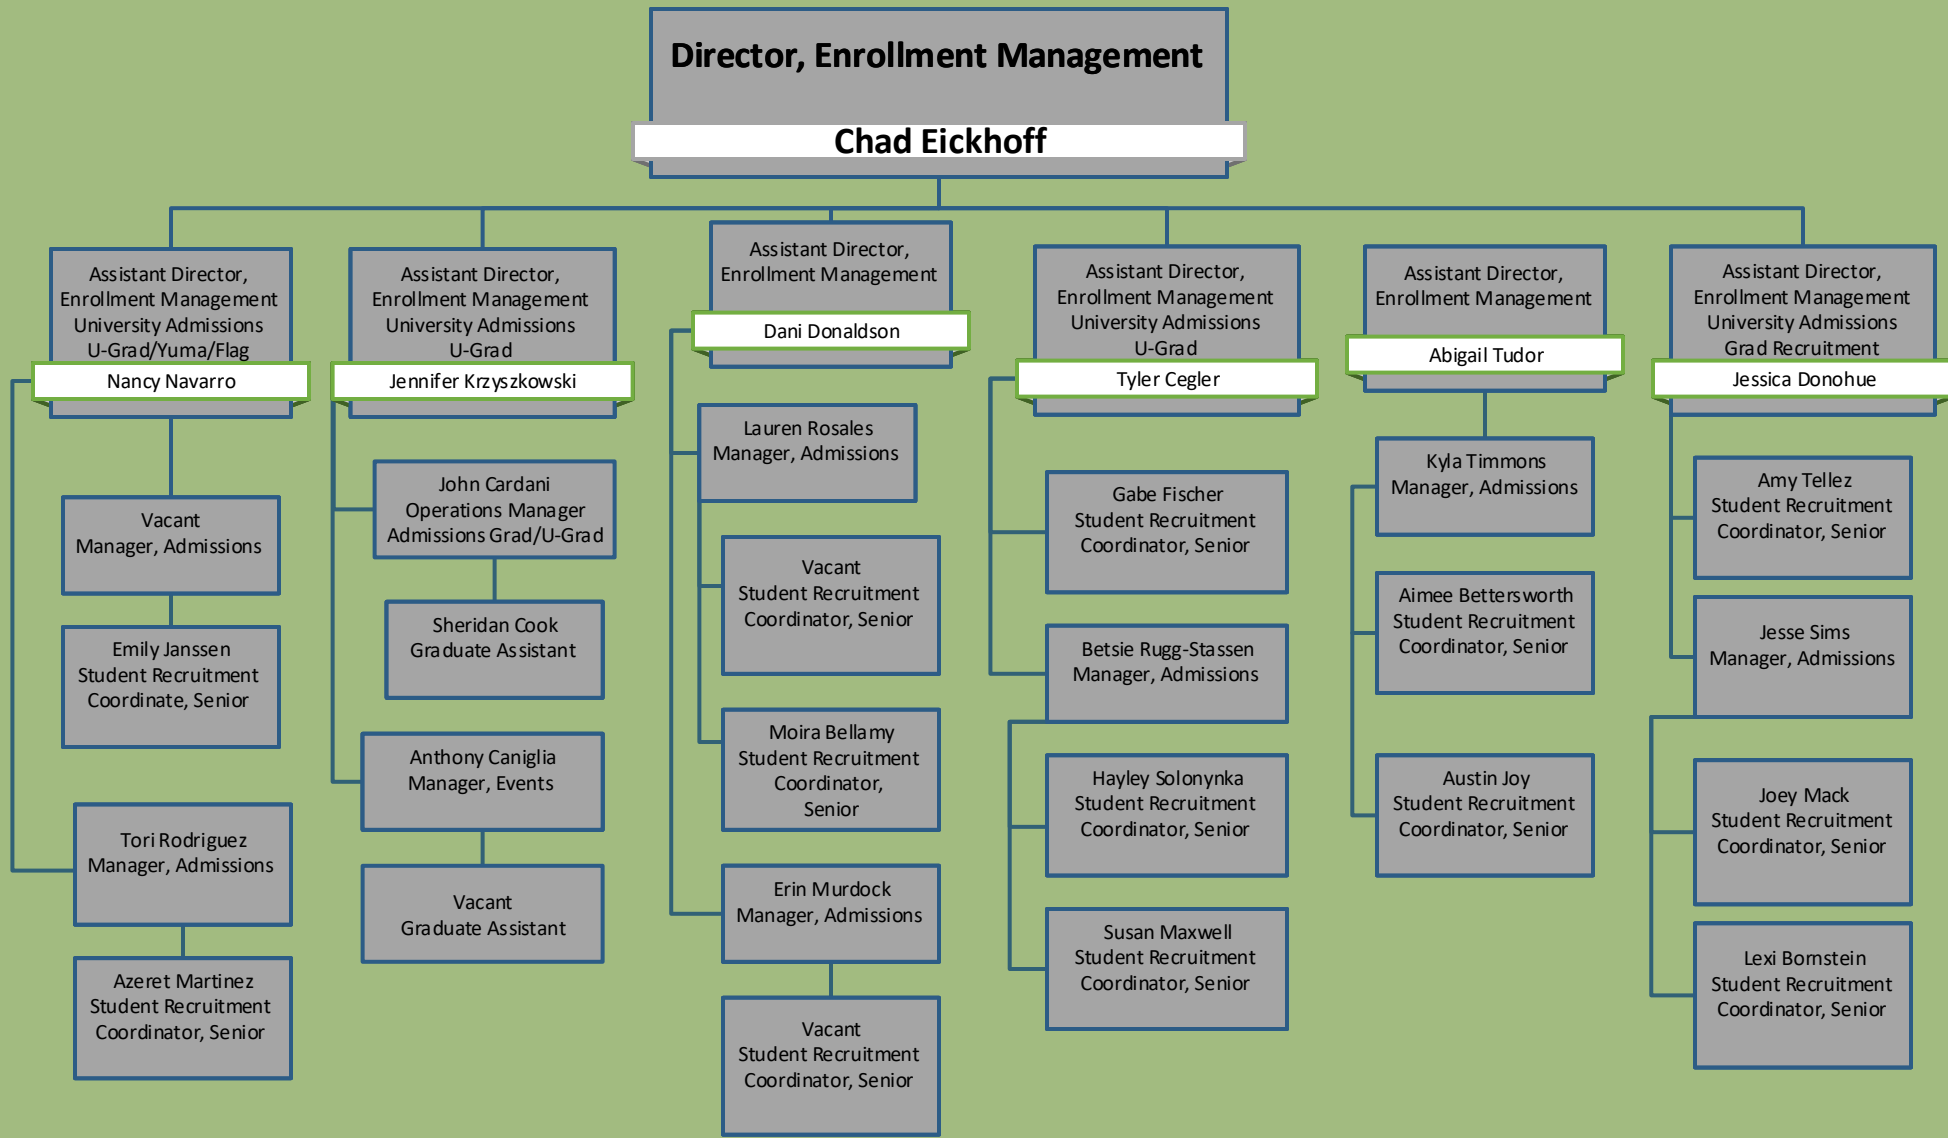 Director, Enrollment Management
Chad Eickhoff
Assistant Director,
Enrollment Management
University Admissions
U-Grad/Yuma/Flag
Nancy Navarro
Vacant
Manager, Admissions
Emily Janssen
Student Recruitment
Coordinate, Senior
Tori Rodriguez
Manager, Admissions
Azeret Martinez
Student Recruitment
Coordinator, Senior
Assistant Director,
Enrollment Management
University Admissions
U-Grad
Jennifer Krzyszkowski
John Cardani
Operations Manager
Admissions Grad/U-Grad
Sheridan Cook
Graduate Assistant
Anthony Caniglia
Manager, Events
Vacant
Graduate Assistant
Assistant Director,
Enrollment Management
Dani Donaldson
Lauren Rosales
Manager, Admissions
Vacant
Student Recruitment
Coordinator, Senior
Moira Bellamy
Student Recruitment
Coordinator,
Senior
Erin Murdock
Manager, Admissions
Vacant
Student Recruitment
Coordinator, Senior
Assistant Director,
Enrollment Management
University Admissions
U-Grad
Tyler Cegler
Gabe Fischer
Student Recruitment
Coordinator, Senior
Betsie Rugg-Stassen
Manager, Admissions
Hayley Solonynka
Student Recruitment
Coordinator, Senior
Susan Maxwell
Student Recruitment
Coordinator, Senior
Assistant Director,
Enrollment Management
Abigail Tudor
Kyla Timmons
Manager, Admissions
Aimee Bettersworth
Student Recruitment
Coordinator, Senior
Austin Joy
Student Recruitment
Coordinator, Senior
Assistant Director,
Enrollment Management
University Admissions
Grad Recruitment
Jessica Donohue
Amy Tellez
Student Recruitment
Coordinator, Senior
Jesse Sims
Manager, Admissions
Joey Mack
Student Recruitment
Coordinator, Senior
Lexi Bornstein
Student Recruitment
Coordinator, Senior